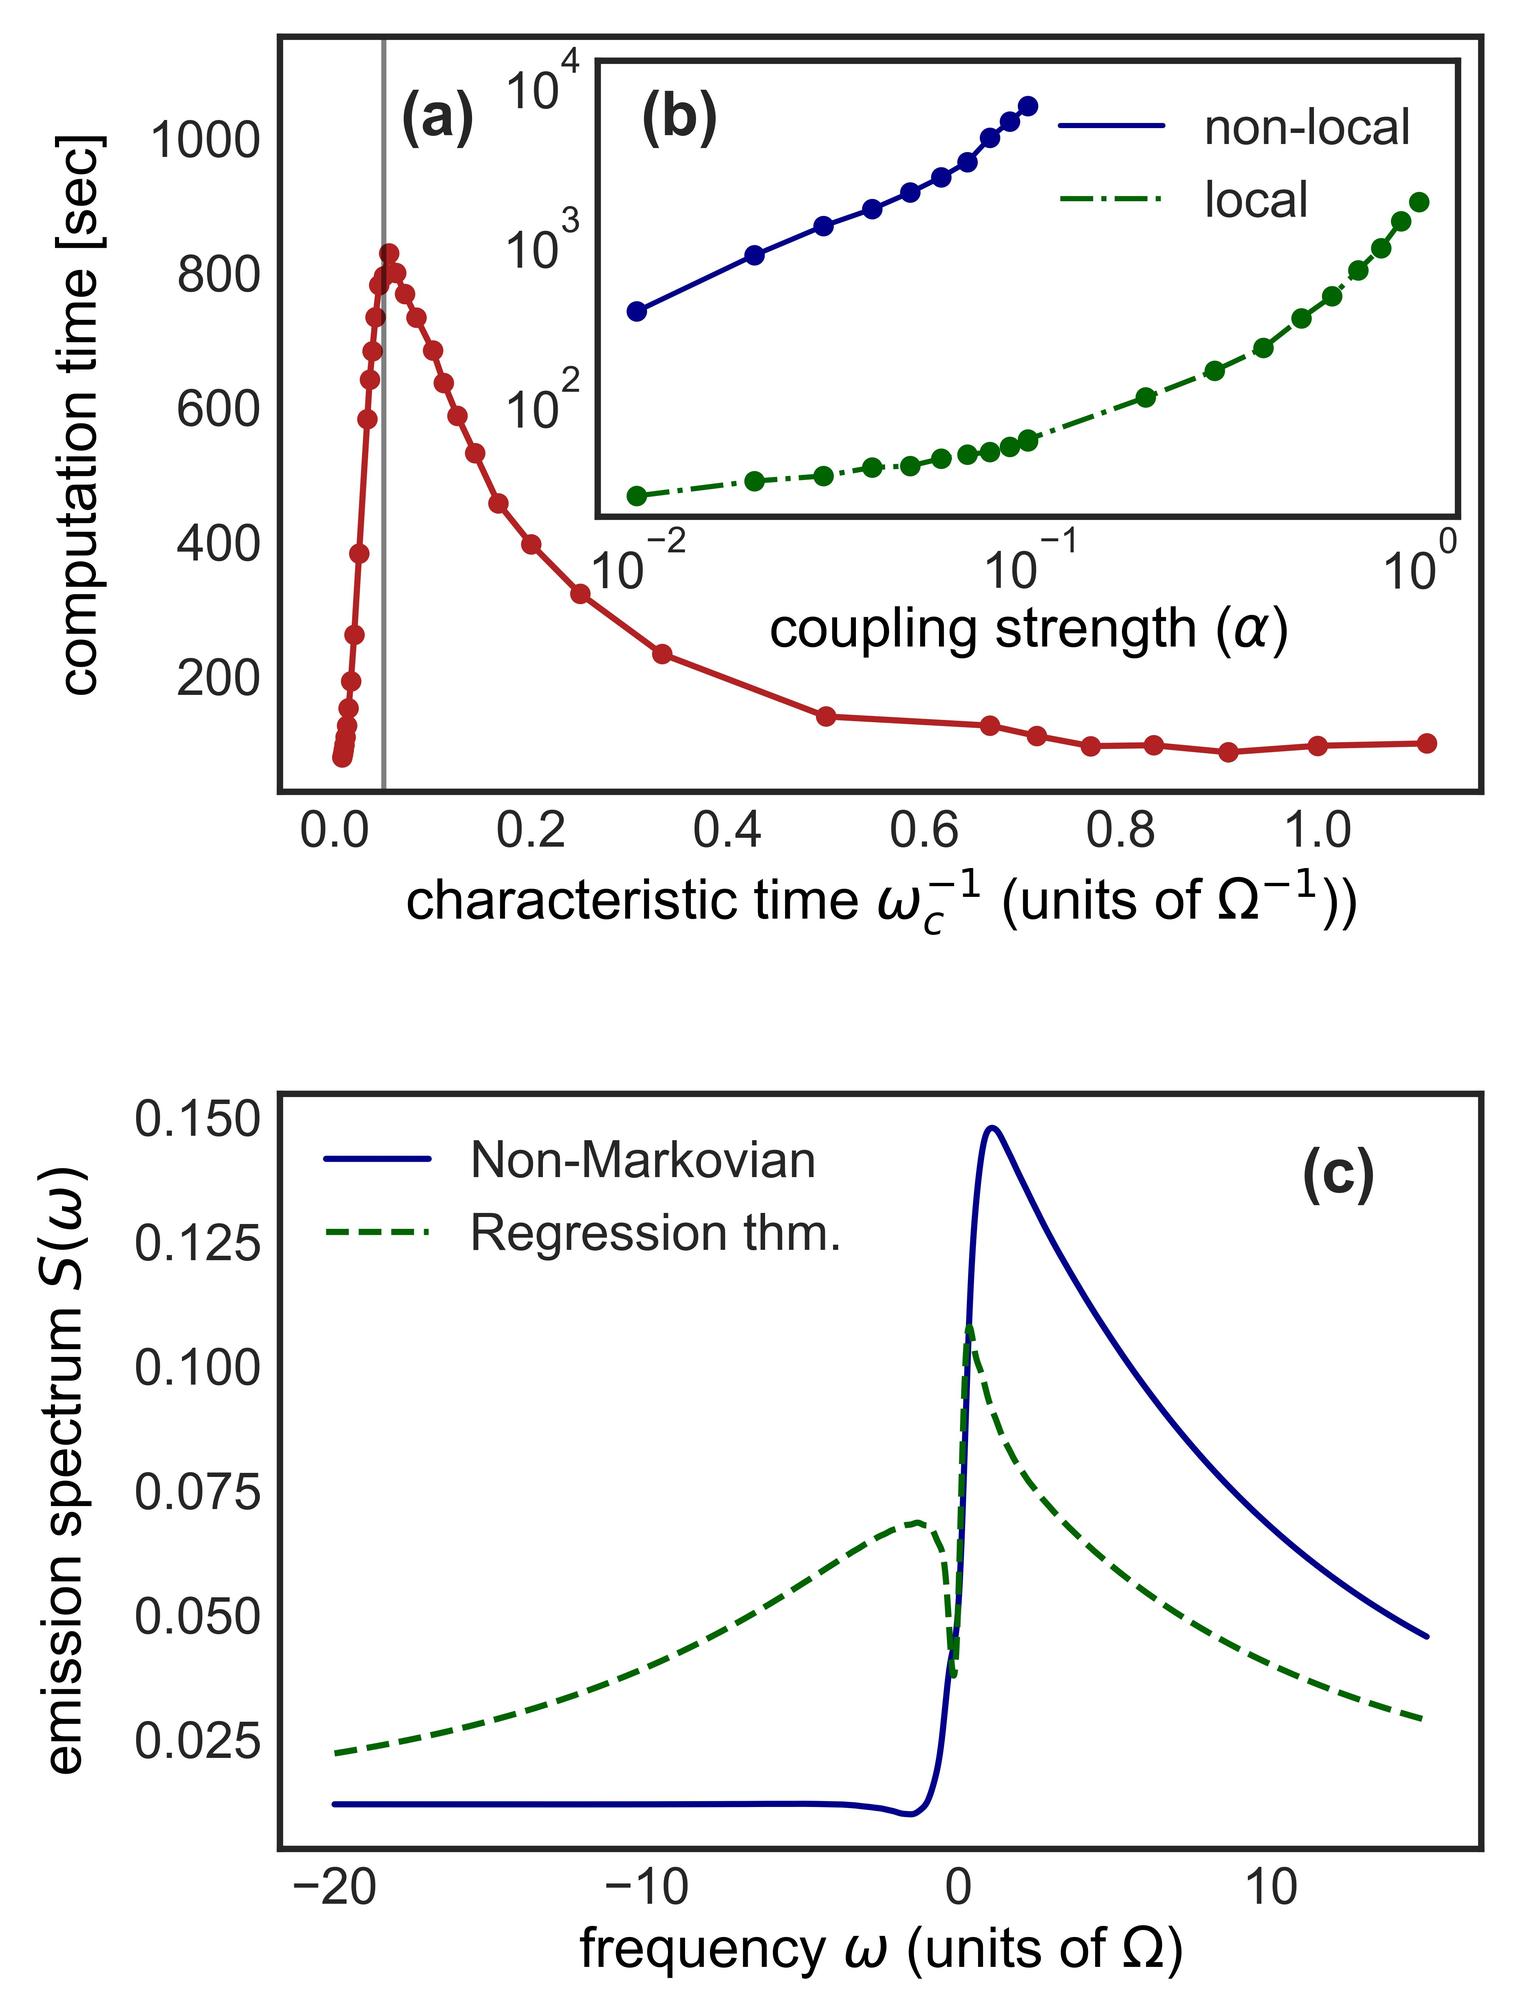 (a)
computation time [sec]
1000
800
600
400
200
0.0 0.2 0.4 0.6 0.8 1.0
characteristic time ω_c^{−1} (units of Ω^{−1}))
(b)
10^4
10^3
10^2
non-local
local
10^{−2} 10^{−1} 10^0
coupling strength (α)
emission spectrum S(ω)
0.150
0.125
0.100
0.075
0.050
0.025
Non-Markovian
Regression thm.
(c)
−20 −10 0 10
frequency ω (units of Ω)